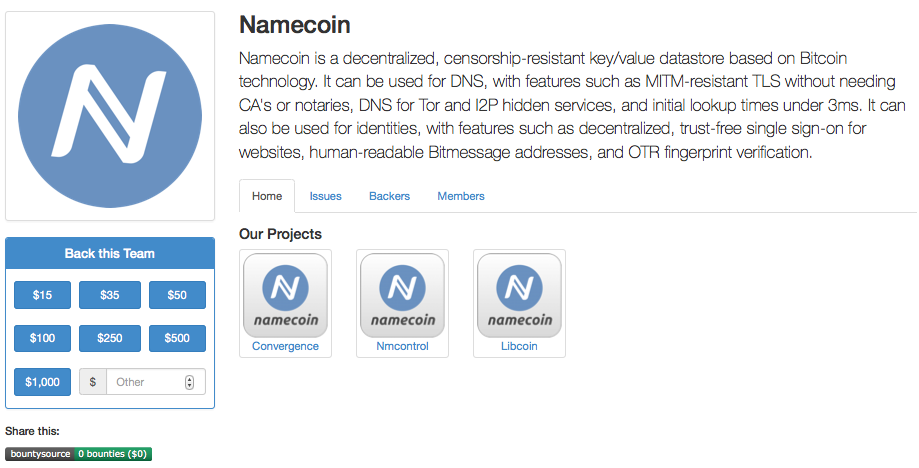 Namecoin
Namecoin is a decentralized, censorship-resistant key/value datastore based on Bitcoin
technology. It can be used for DNS, with features such as MITM-resistant TLS without needing
CA's or notaries, DNS for Tor and I2P hidden services, and initial lookup times under 3ms. It can
also be used for identities, with features such as decentralized, trust-free single sign-on for
websites, human-readable Bitmessage addresses, and OTR fingerprint verification.
Home Issues Backers Members
Our Projects
namecoin namecoin namecoin
Convergence Nmcontrol Libcoin
Back this Team
$15 $35 $50
$100 $250 $500
$1,000 $ Other
Share this:
bountysource 0 bounties ($0)